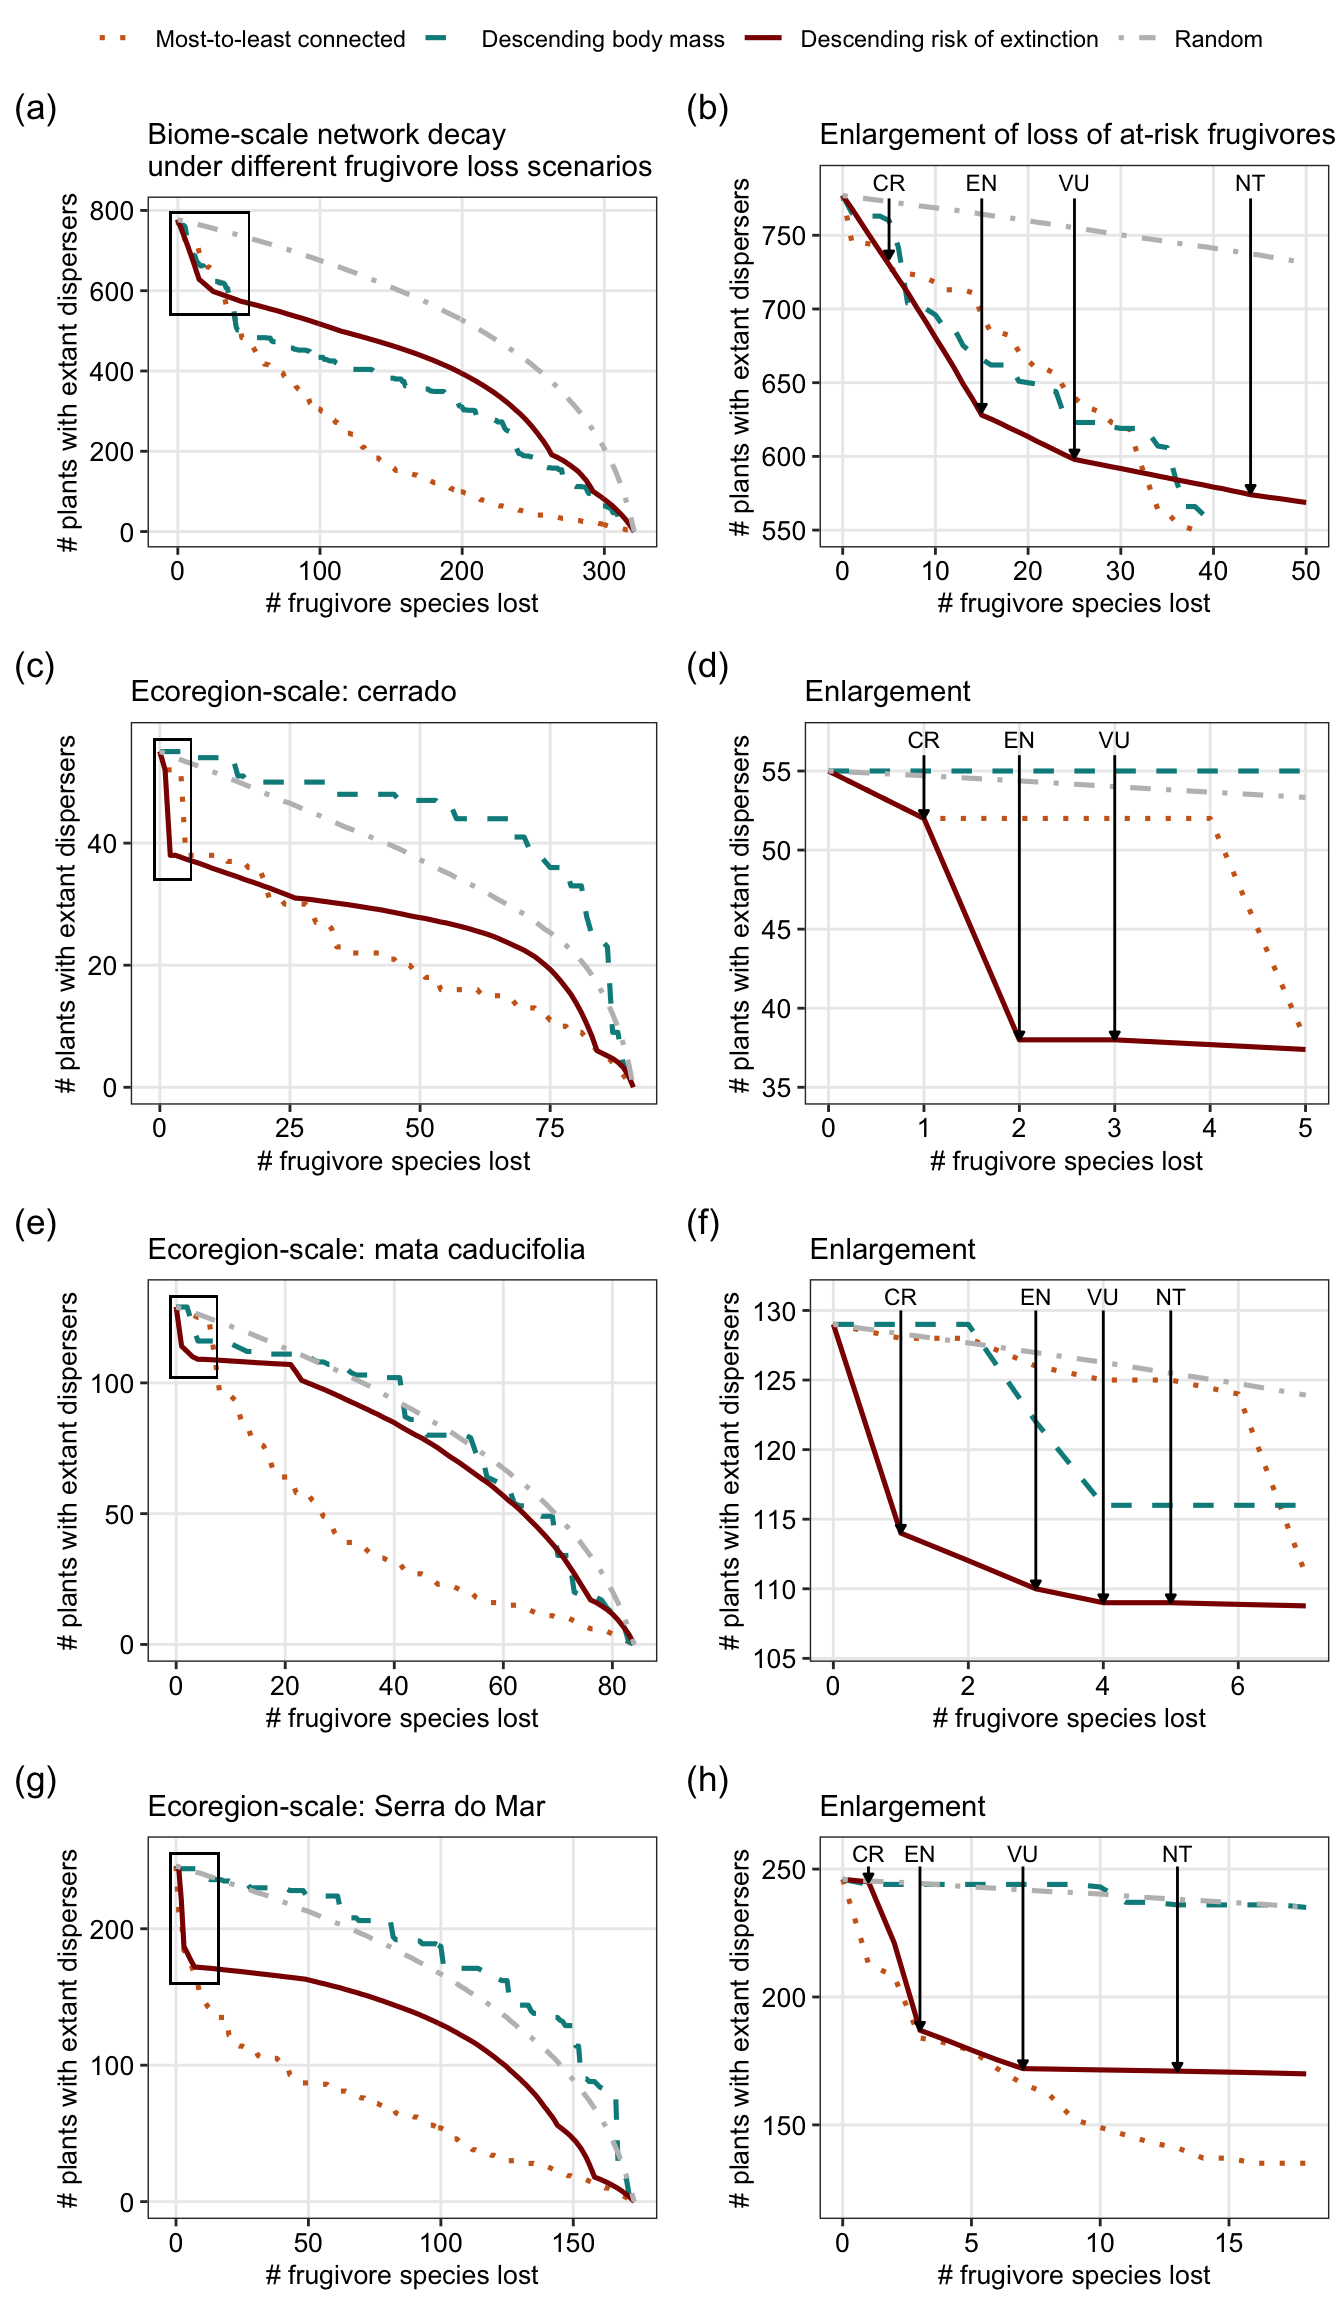 Most-to-least connected Descending body mass Descending risk of extinction Random
(a)
Biome-scale network decay
under different frugivore loss scenarios
# plants with extant dispersers
800
600
400
200
0
0 100 200 300
# frugivore species lost
(b)
Enlargement of loss of at-risk frugivores
# plants with extant dispersers
CR EN VU NT
750
700
650
600
550
0 10 20 30 40 50
# frugivore species lost
(c)
Ecoregion-scale: cerrado
# plants with extant dispersers
40
20
0
0 25 50 75
# frugivore species lost
(d)
Enlargement
# plants with extant dispersers
CR EN VU
55
50
45
40
35
0 1 2 3 4 5
# frugivore species lost
(e)
Ecoregion-scale: mata caducifolia
# plants with extant dispersers
100
50
0
0 20 40 60 80
# frugivore species lost
(f)
Enlargement
# plants with extant dispersers
CR EN VU NT
130
125
120
115
110
105
0 2 4 6
# frugivore species lost
(g)
Ecoregion-scale: Serra do Mar
# plants with extant dispersers
200
100
0
0 50 100 150
# frugivore species lost
(h)
Enlargement
# plants with extant dispersers
CR EN VU NT
250
200
150
0 5 10 15
# frugivore species lost